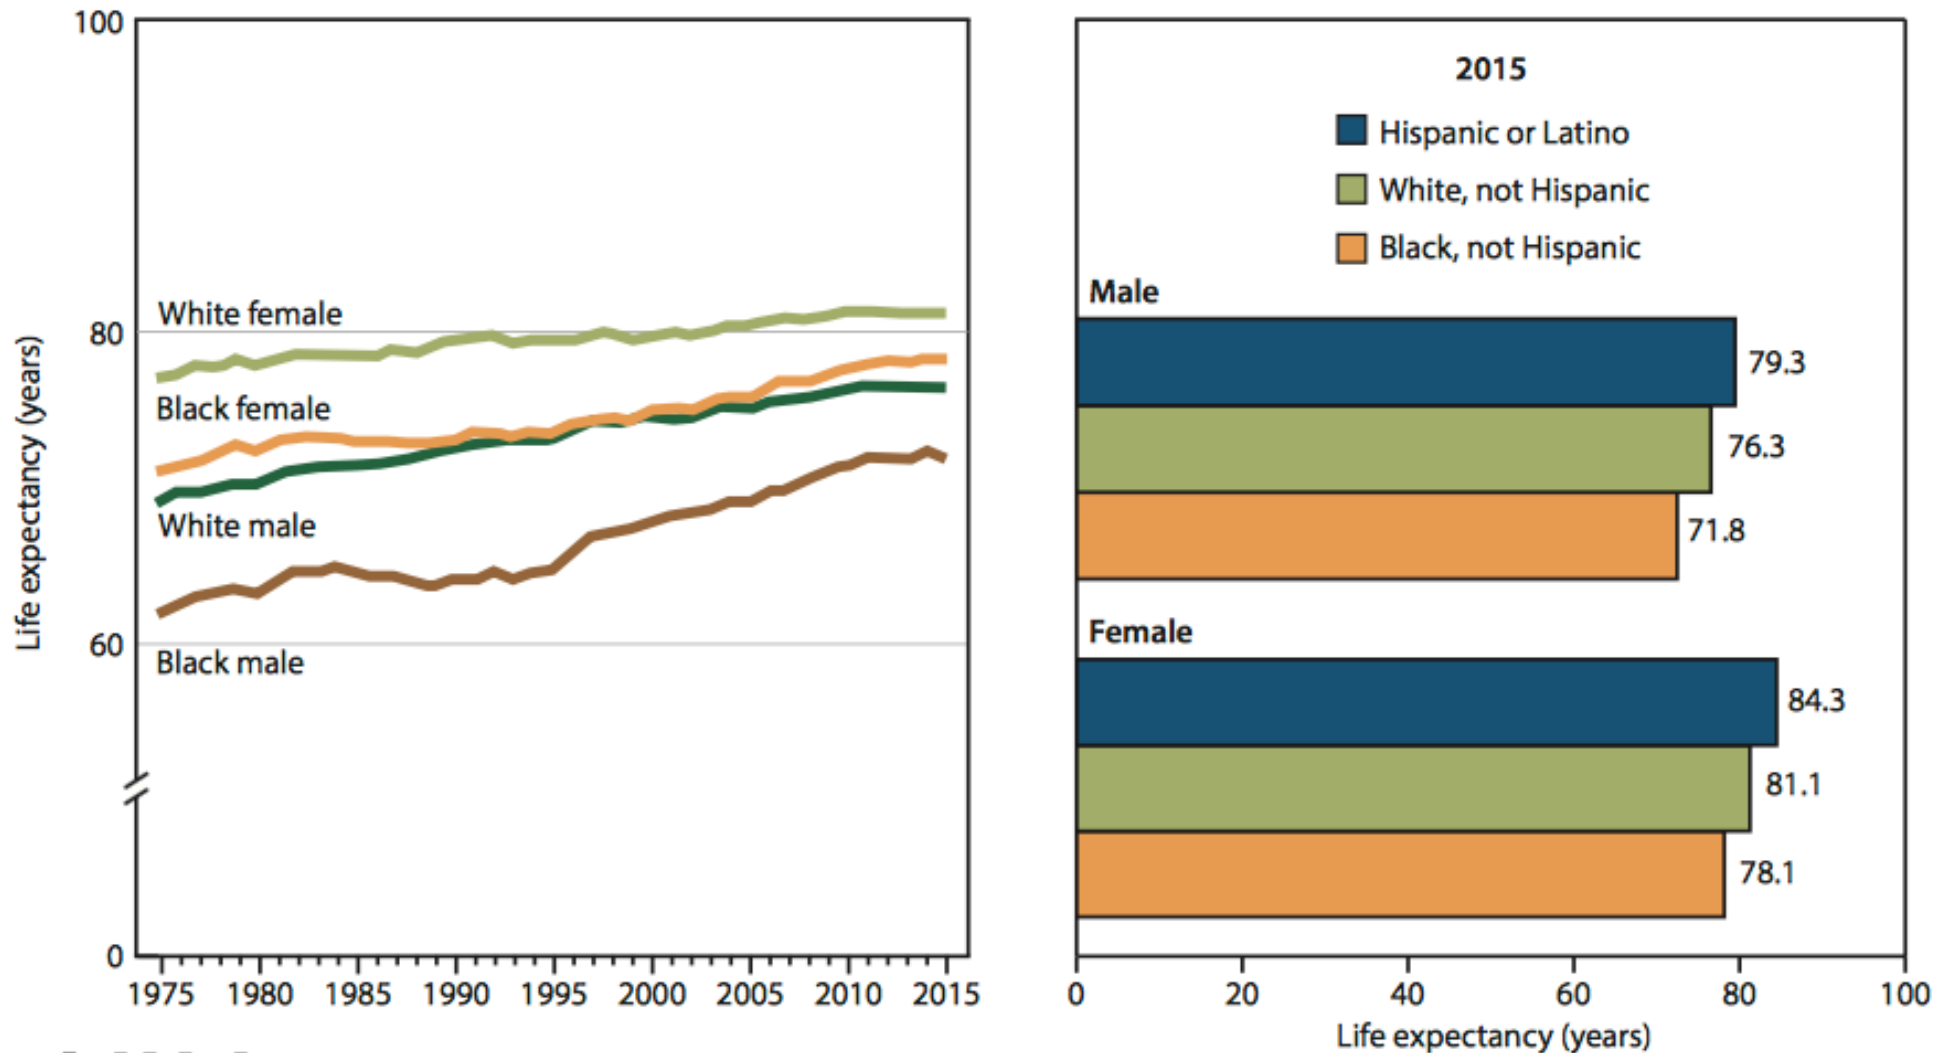 100
80
60
0
Life expectancy (years)
White female
Black female
White male
Black male
1975 1980 1985 1990 1995 2000 2005 2010 2015
2015
Hispanic or Latino
White, not Hispanic
Black, not Hispanic
Male
79.3
76.3
71.8
Female
84.3
81.1
78.1
0 20 40 60 80 100
Life expectancy (years)